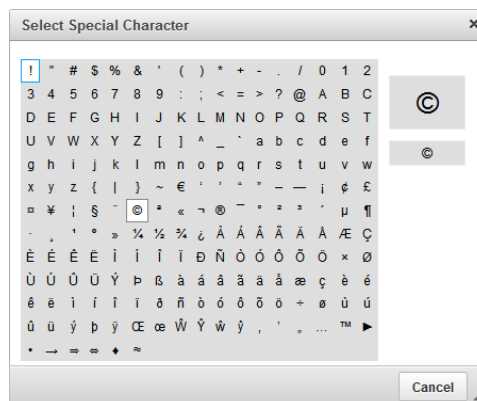 Select Special Character ×
! " # $ % & ' ( ) * + - . / 0 1 2
3 4 5 6 7 8 9 : ; < = > ? @ A B C
D E F G H I J K L M N O P Q R S T
U V W X Y Z [ ] ^ _ ` a b c d e f
g h i j k l m n o p q r s t u v w
x y z { | } ~ € ‘ ’ “ ” – — ¡ ¢ £
¤ ¥ ¦ § ¨ © ª « ¬ ® ¯ ° ² ³ ´ µ ¶
· ¸ ¹ º » ¼ ½ ¾ ¿ À Á Â Ã Ä Å Æ Ç
È É Ê Ë Ì Í Î Ï Ð Ñ Ò Ó Ô Õ Ö × Ø
Ù Ú Û Ü Ý Þ ß à á â ã ä å æ ç è é
ê ë ì í î ï ð ñ ò ó ô õ ö ÷ ø ù ú
û ü ý þ ÿ Œ œ Ŵ Ŷ ŵ ŷ ‚ ‛ „ … ™ ►
• → ⇒ ⇔ ♦ ≈
©
©
Cancel